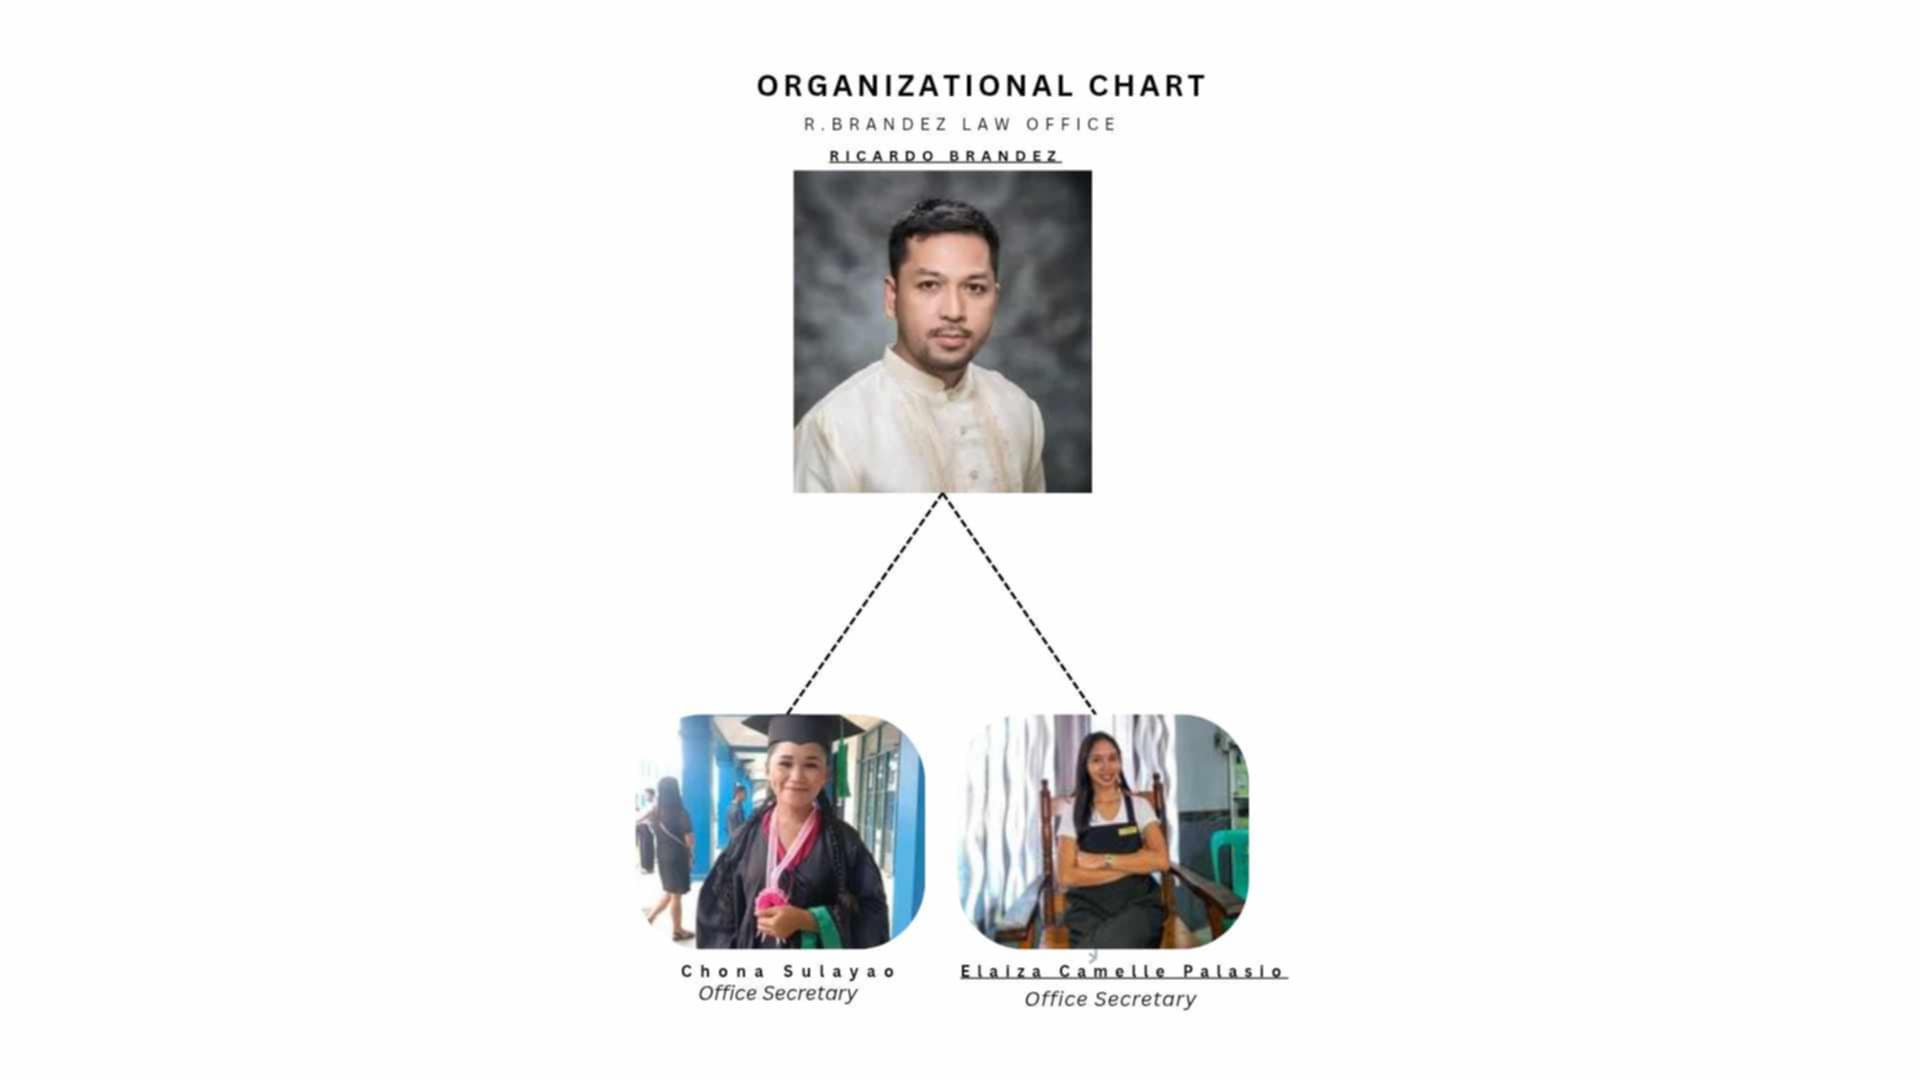 ORGANIZATIONAL CHART
R.BRANDEZ LAW OFFICE
RICARDO BRANDEZ
Chona Sulayao
Office Secretary
Elaiza Camelle Palasio
Office Secretary